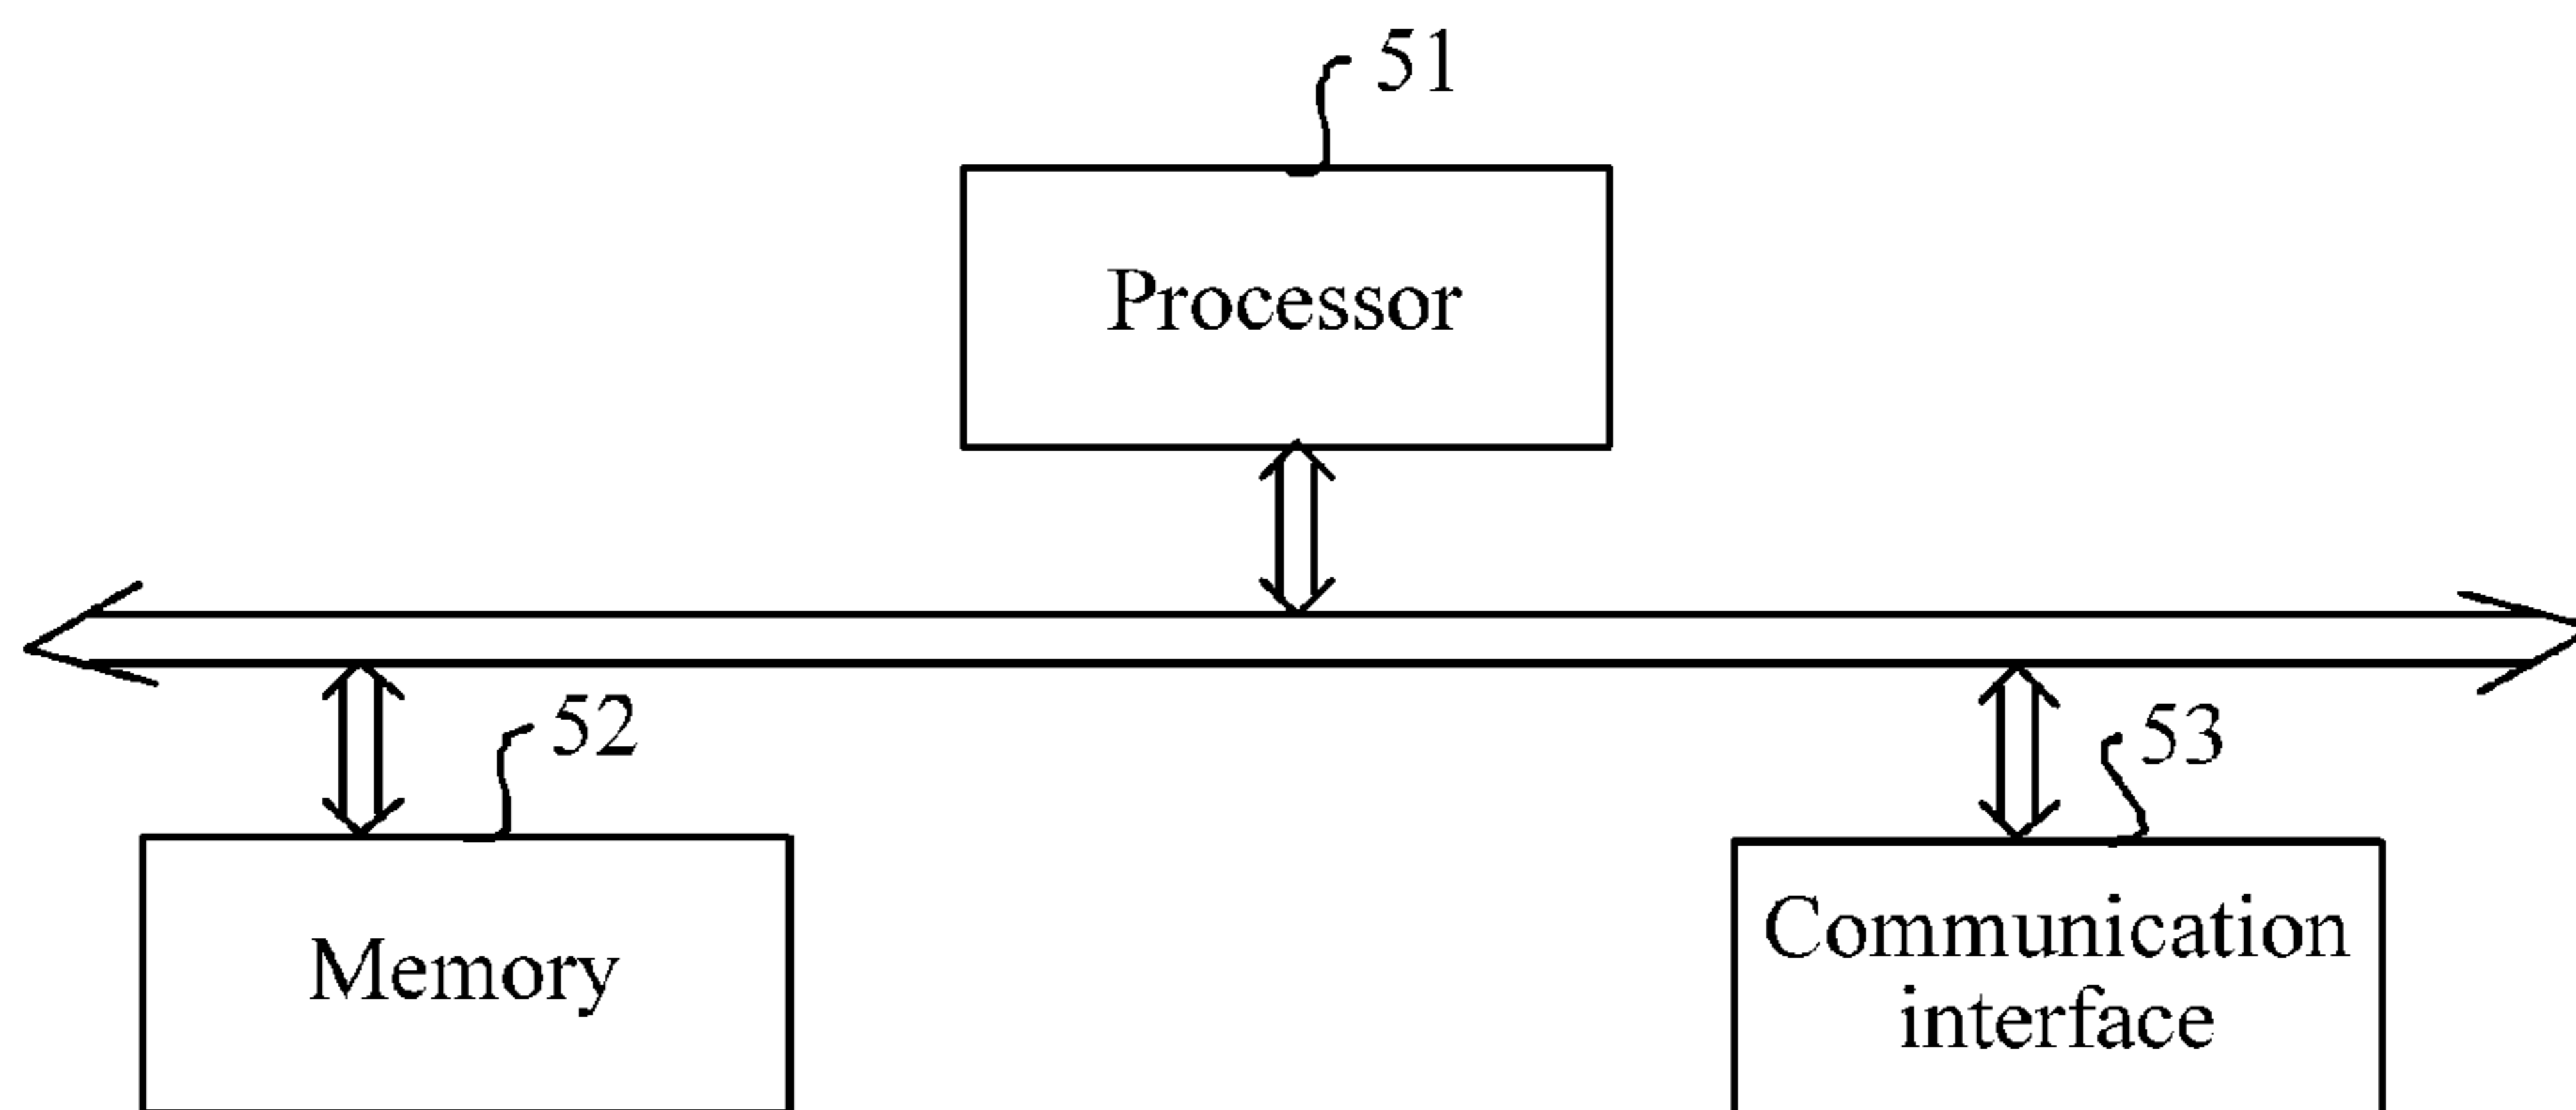 51
Processor
52
53
Memory
Communication
interface